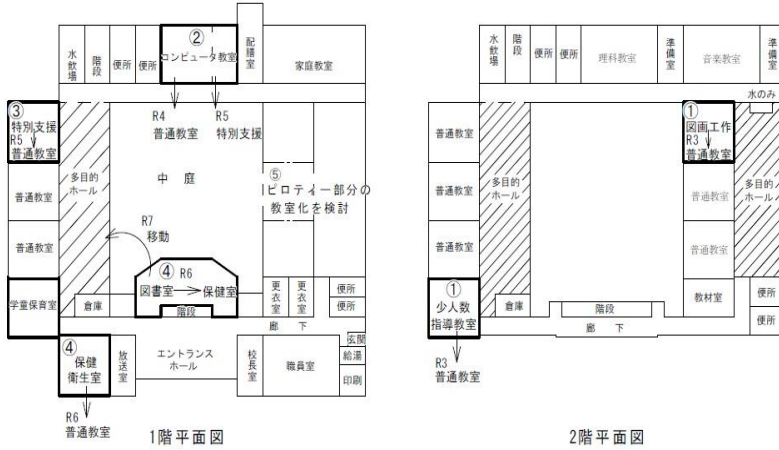 水飲場
階段
便所
便所
②
コンピュータ教室
配膳室
家庭教室
R4
普通教室
R5
特別支援
③
特別支援
R5
普通教室
多目的
ホール
普通教室
普通教室
学童保育室
倉庫
中 庭
⑤
ピロティー部分の
教室化を検討
R7
移動
④ R6
図書室 → 保健室
階段
更衣室
更衣室
便所
便所
廊 下
④
保健
衛生室
R6
普通教室
放送室
エントランス
ホール
校長室
職員室
玄関
給湯
印刷
1階平面図
水飲場
階段
便所
便所
理科教室
準備室
音楽教室
準備室
水のみ
普通教室
普通教室
普通教室
多目的
ホール
倉庫
①
少人数
指導教室
R3
普通教室
①
図画工作
R3
普通教室
普通教室
普通教室
多目的
ホール
教材室
便所
便所
階段
廊 下
2階平面図